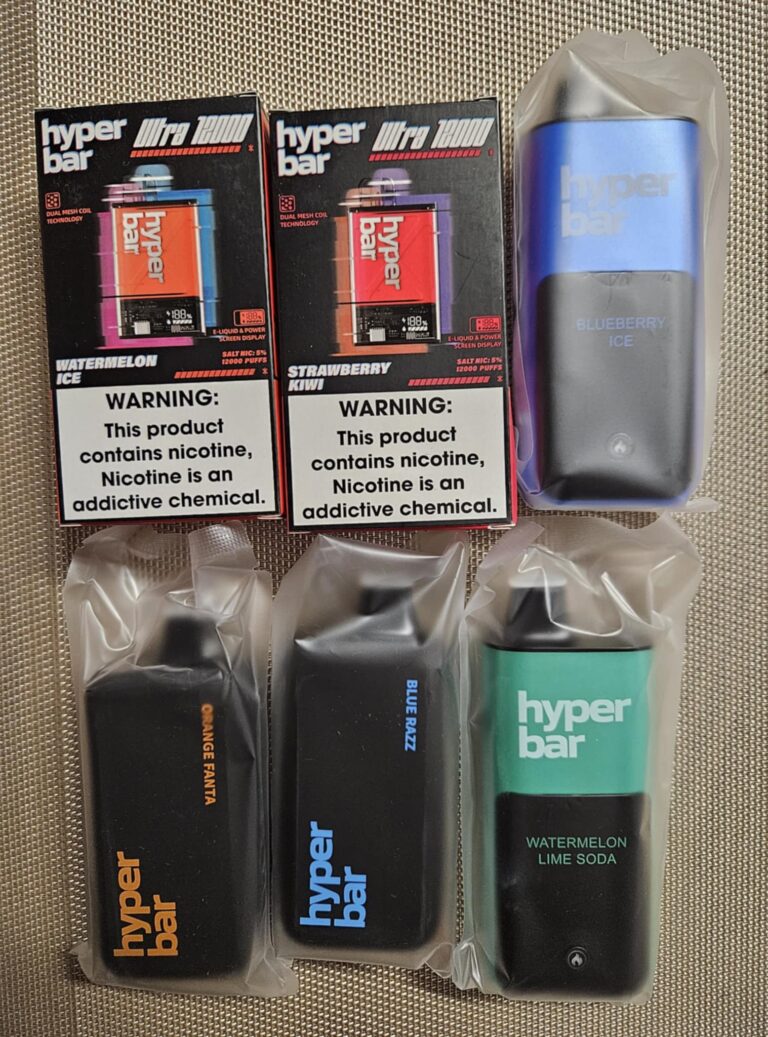 hyper
bar
Ultra 12000
DUAL MESH COIL
TECHNOLOGY
hyper
bar
188%
E-LIQUID & POWER
SCREEN DISPLAY
WATERMELON
ICE
SALT NIC: 5%
12000 PUFFS
WARNING:
This product
contains nicotine,
Nicotine is an
addictive chemical.
hyper
bar
Ultra 12000
DUAL MESH COIL
TECHNOLOGY
hyper
bar
188%
E-LIQUID & POWER
SCREEN DISPLAY
STRAWBERRY
KIWI
SALT NIC: 5%
12000 PUFFS
WARNING:
This product
contains nicotine,
Nicotine is an
addictive chemical.
hyper
bar
BLUEBERRY
ICE
ORANGE FANTA
hyper
bar
BLUE RAZZ
hyper
bar
hyper
bar
WATERMELON
LIME SODA